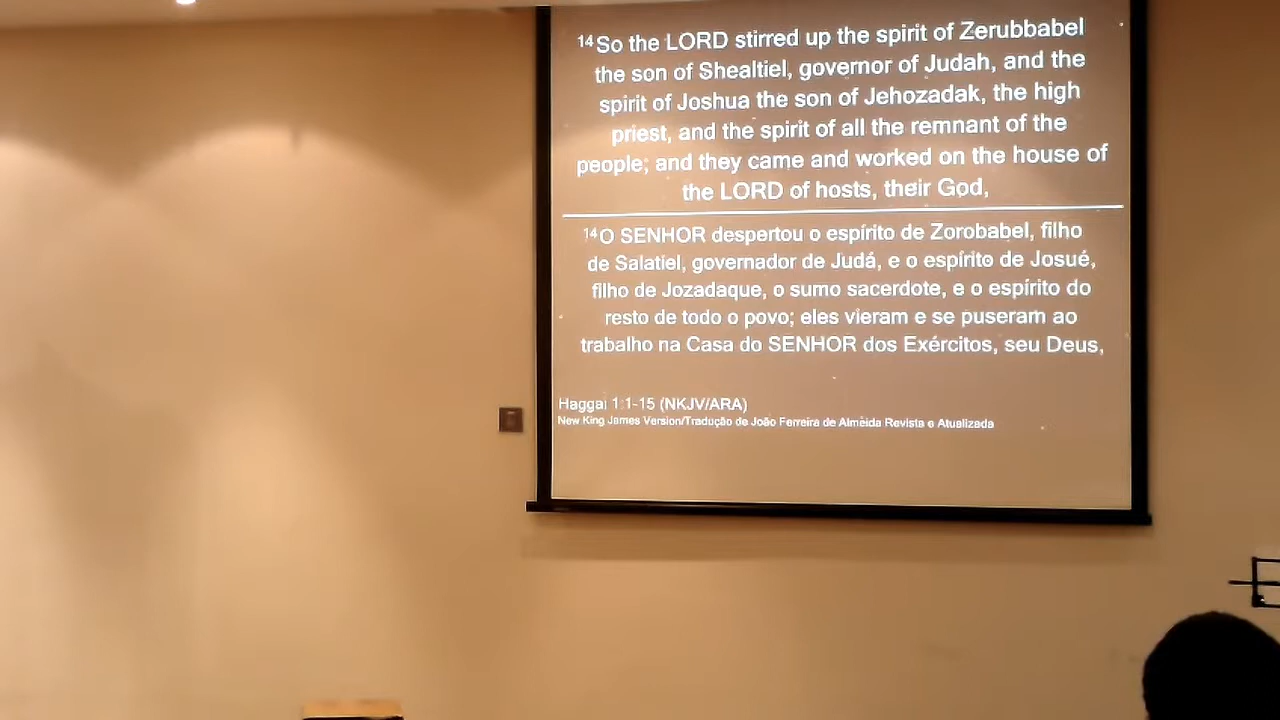 14So the LORD stirred up the spirit of Zerubbabel
the son of Shealtiel, governor of Judah, and the
spirit of Joshua the son of Jehozadak, the high
priest, and the spirit of all the remnant of the
people; and they came and worked on the house of
the LORD of hosts, their God,
14O SENHOR despertou o espírito de Zorobabel, filho
de Salatiel, governador de Judá, e o espírito de Josué,
filho de Jozadaque, o sumo sacerdote, e o espírito do
resto de todo o povo; eles vieram e se puseram ao
trabalho na Casa do SENHOR dos Exércitos, seu Deus,
Haggai 1:1-15 (NKJV/ARA)
New King James Version/Tradução de João Ferreira de Almeida Revista e Atualizada